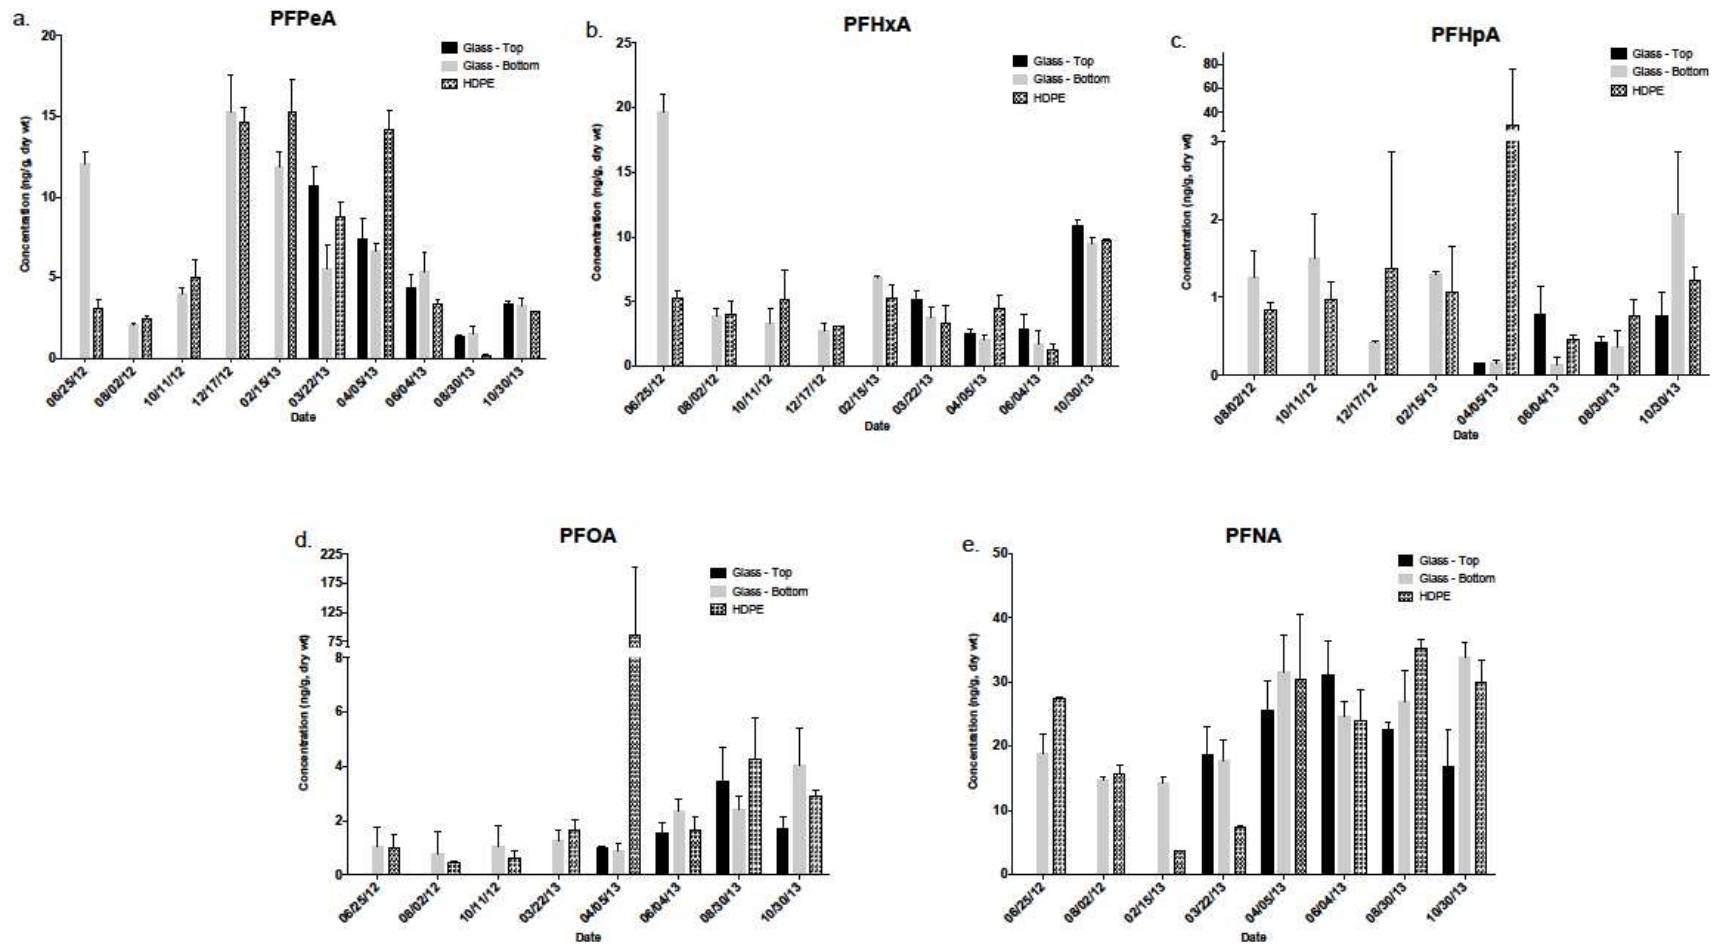 a.
PFPeA
20
15
10
5
0
Concentration (ng/g, dry wt)
Glass - Top
Glass - Bottom
HDPE
06/25/12
08/02/12
10/11/12
12/17/12
02/15/13
03/22/13
04/05/13
06/04/13
08/30/13
10/30/13
Date
b.
PFHxA
25
20
15
10
5
0
Concentration (ng/g, dry wt)
Glass - Top
Glass - Bottom
HDPE
06/25/12
08/02/12
10/11/12
12/17/12
02/15/13
03/22/13
04/05/13
06/04/13
10/30/13
Date
c.
PFHpA
80
60
40
3
2
1
0
Concentration (ng/g, dry wt)
Glass - Top
Glass - Bottom
HDPE
08/02/12
10/11/12
12/17/12
02/15/13
04/05/13
06/04/13
08/30/13
10/30/13
Date
d.
PFOA
225
175
125
75
8
6
4
2
0
Concentration (ng/g, dry wt)
Glass - Top
Glass - Bottom
HDPE
06/25/12
08/02/12
10/11/12
03/22/13
04/05/13
06/04/13
08/30/13
10/30/13
Date
e.
PFNA
50
40
30
20
10
0
Concentration (ng/g, dry wt)
Glass - Top
Glass - Bottom
HDPE
06/25/12
08/02/12
02/15/13
03/22/13
04/05/13
06/04/13
08/30/13
10/30/13
Date